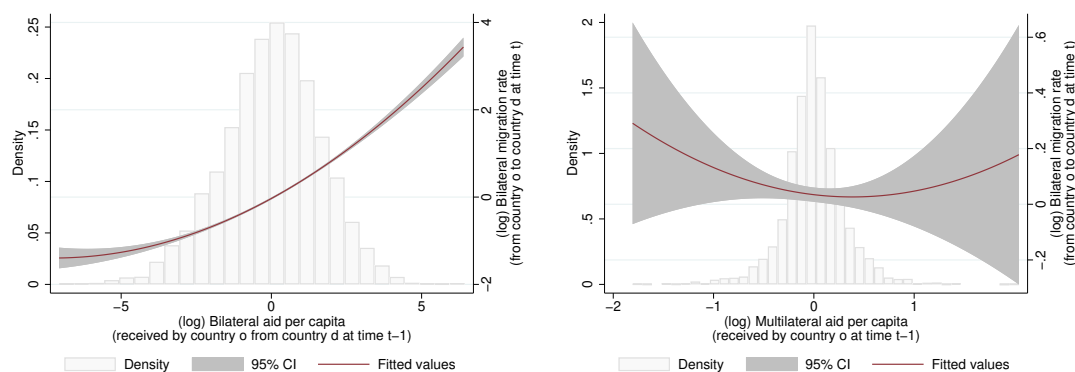 Density
0
.05
.1
.15
.2
.25
−2
0
2
4
(log) Bilateral migration rate
(from country o to country d at time t)
−5
0
5
(log) Bilateral aid per capita
(received by country o from country d at time t−1)
Density
95% CI
Fitted values
Density
0
.5
1
1.5
2
−.2
0
.2
.4
.6
(log) Bilateral migration rate
(from country o to country d at time t)
−2
−1
0
1
(log) Multilateral aid per capita
(received by country o at time t−1)
Density
95% CI
Fitted values